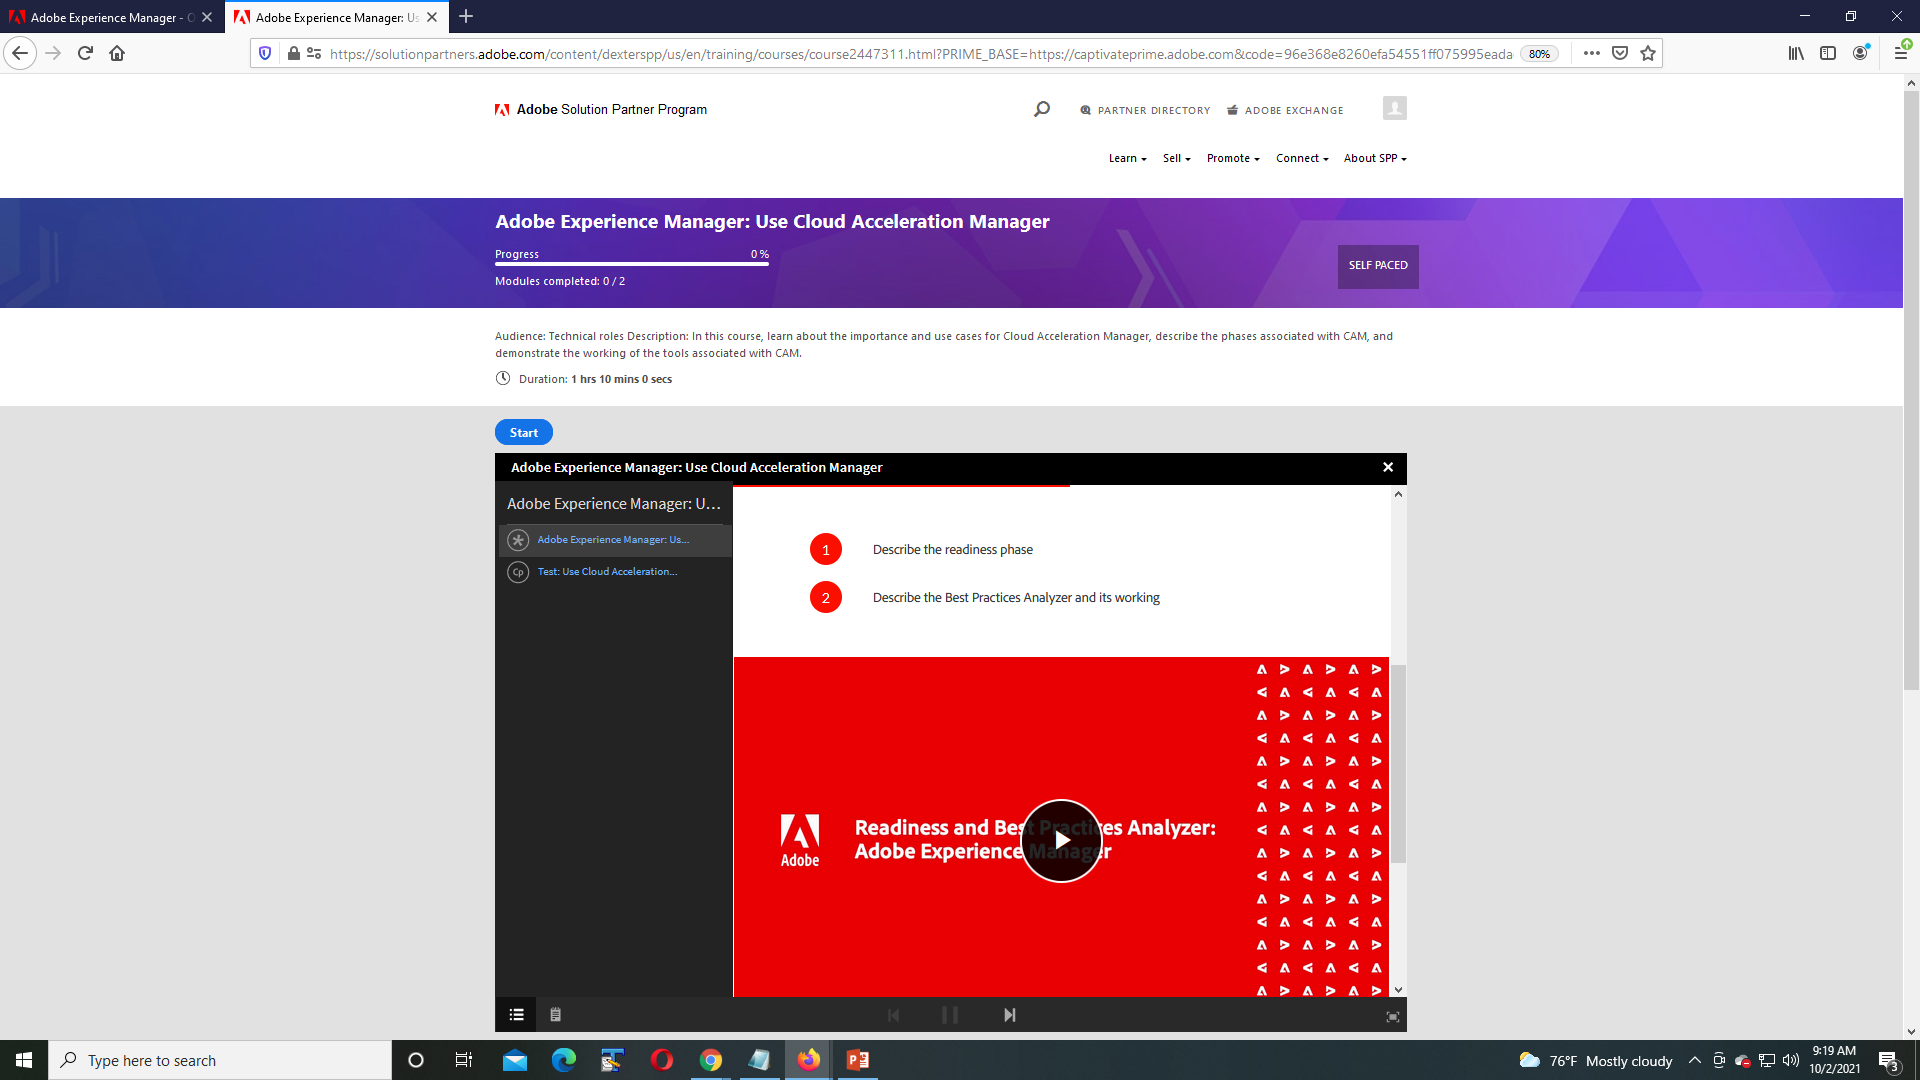 Adobe Experience Manager - O
Adobe Experience Manager: Us
https://solutionpartners.adobe.com/content/dexterspp/us/en/training/courses/course2447311.html?PRIME_BASE=https://captivateprime.adobe.com&code=96e368e8260efa54551ff075995eada
80%
Adobe Solution Partner Program
PARTNER DIRECTORY
ADOBE EXCHANGE
Learn
Sell
Promote
Connect
About SPP
Adobe Experience Manager: Use Cloud Acceleration Manager
Progress
0 %
Modules completed: 0 / 2
SELF PACED
Audience: Technical roles Description: In this course, learn about the importance and use cases for Cloud Acceleration Manager, describe the phases associated with CAM, and
demonstrate the working of the tools associated with CAM.
Duration: 1 hrs 10 mins 0 secs
Start
Adobe Experience Manager: Use Cloud Acceleration Manager
Adobe Experience Manager: U...
Adobe Experience Manager: Us...
Cp
Test: Use Cloud Acceleration...
1
Describe the readiness phase
2
Describe the Best Practices Analyzer and its working
Adobe
Readiness and Best Practices Analyzer:
Adobe Experience Manager
Type here to search
76°F Mostly cloudy
9:19 AM
10/2/2021
3